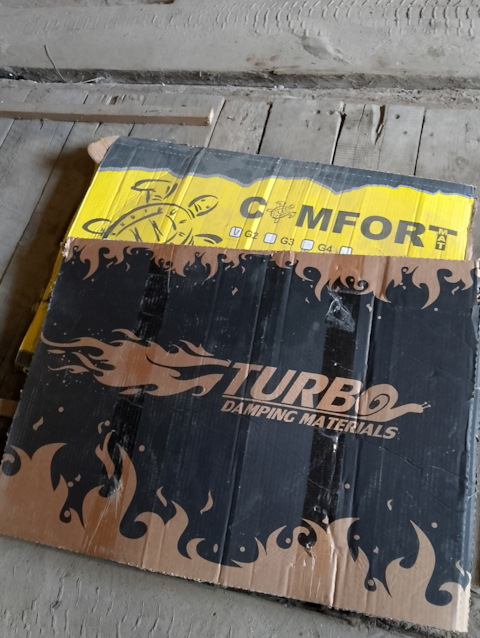 COMFORT
MAT
G2 G3 G4
TURBO
DAMPING MATERIALS